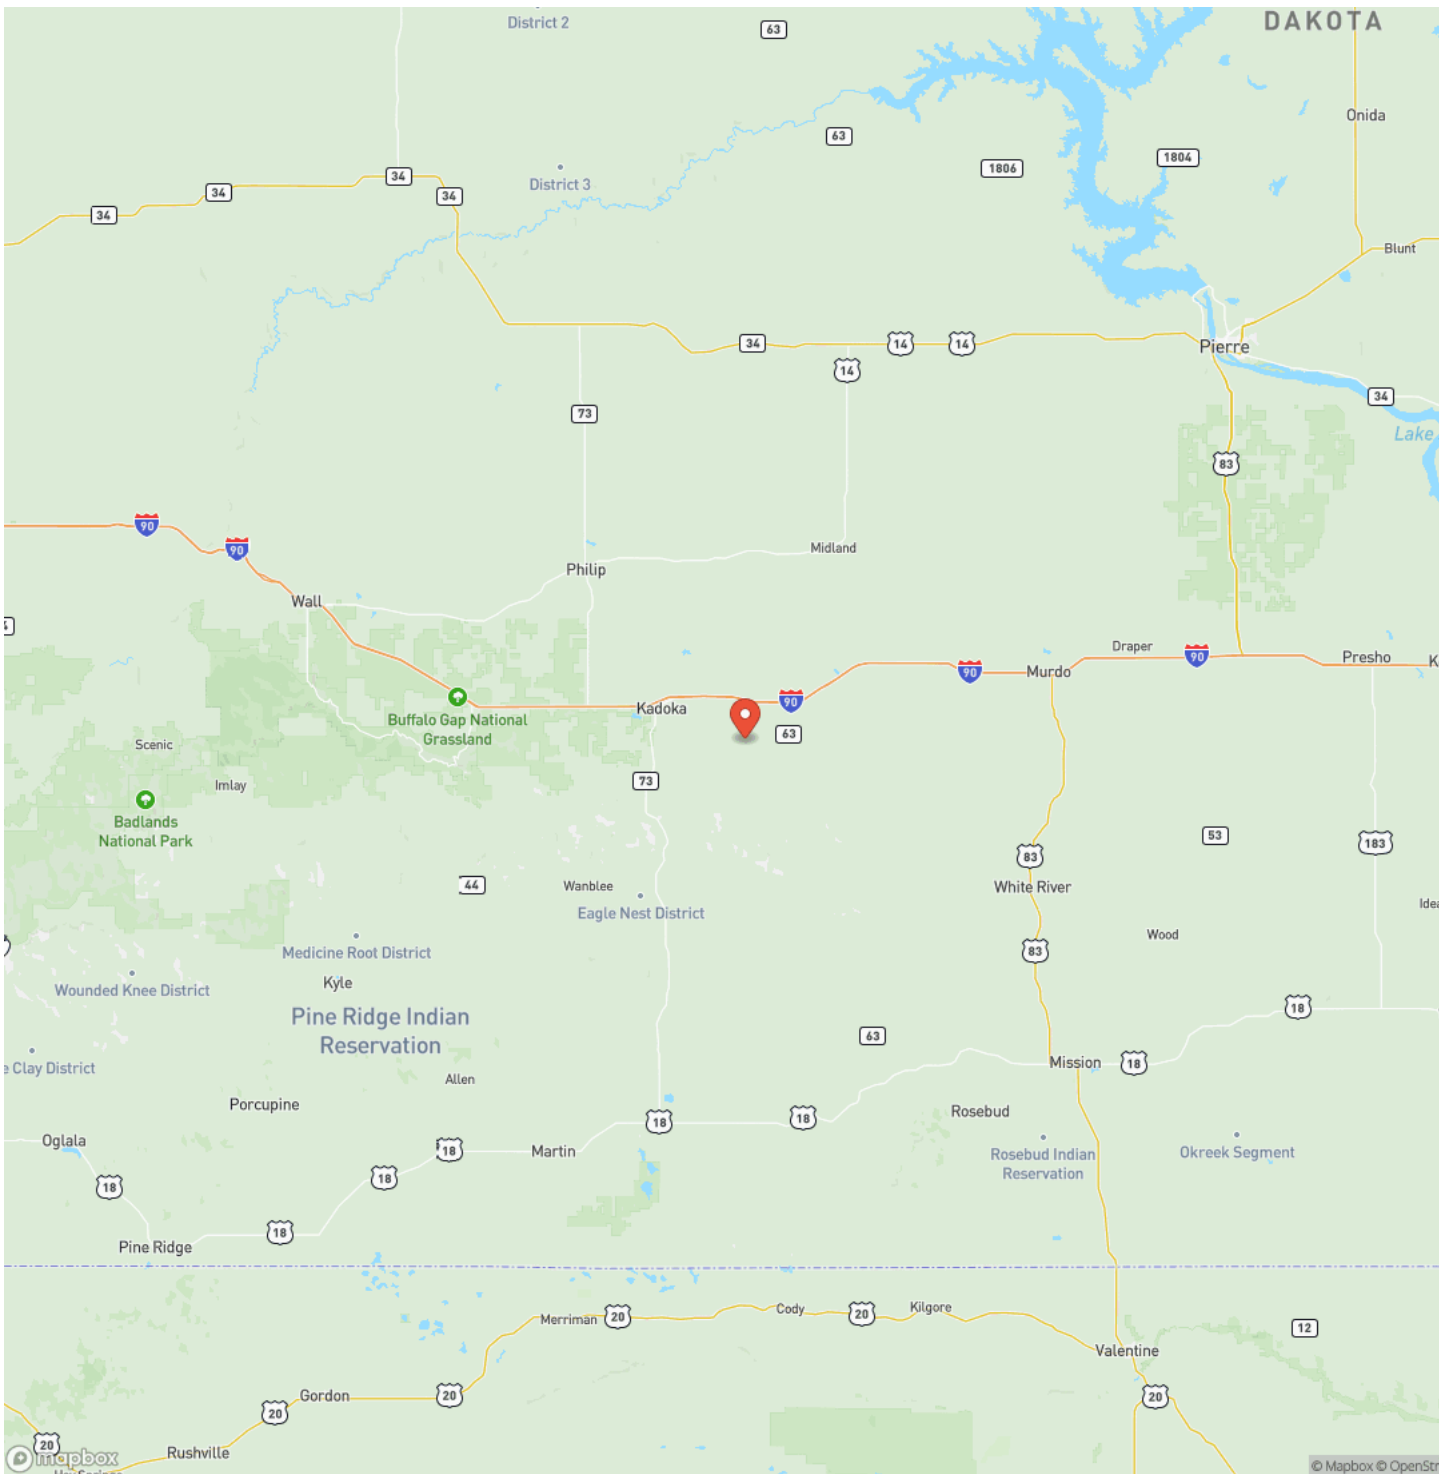 District 2
63
DAKOTA
Onida
63
1806
1804
34
34
34
34
District 3
Blunt
34
14
14
Pierre
14
34
73
Lake
83
90
90
Midland
Philip
Wall
Draper
90
Presho
90
Murdo
Kadoka
90
Buffalo Gap National
Grassland
63
Scenic
Imlay
73
Badlands
National Park
53
183
83
44
Wanblee
White River
Eagle Nest District
Wood
Medicine Root District
83
Kyle
Wounded Knee District
18
Pine Ridge Indian
Reservation
63
e Clay District
Mission
18
Allen
Porcupine
Rosebud
18
18
Oglala
18
Martin
Rosebud Indian
Reservation
Okreek Segment
18
18
18
Pine Ridge
Merriman
20
Cody
20
Kilgore
12
Valentine
Gordon
20
20
20
20
Rushville
mapbox
© Mapbox © OpenStr